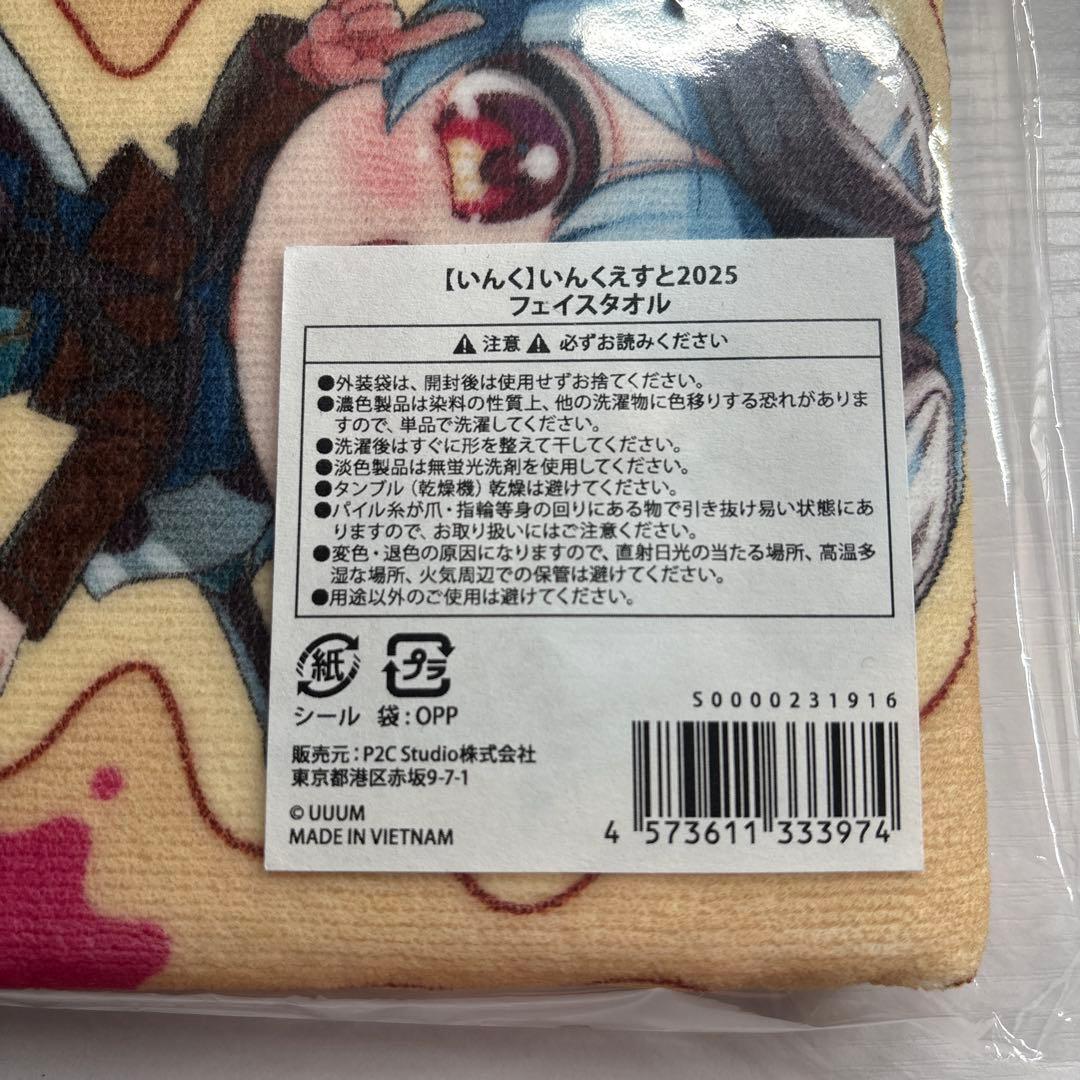 【いんく】いんくえすと2025
フェイスタオル
⚠ 注意 ⚠ 必ずお読みください
●外装袋は、開封後は使用せずお捨てください。
●濃色製品は染料の性質上、他の洗濯物に色移りする恐れがありま
すので、単品で洗濯してください。
●洗濯後はすぐに形を整えて干してください。
●淡色製品は無蛍光洗剤を使用してください。
●タンブル(乾燥機)乾燥は避けてください。
●パイル糸が爪・指輪等身の回りにある物で引き抜け易い状態にあ
りますので、お取り扱いにはご注意ください。
●変色・退色の原因になりますので、直射日光の当たる場所、高温多
湿な場所、火気周辺での保管は避けてください。
●用途以外のご使用は避けてください。
紙 プラ
シール 袋:OPP
S0000231916
販売元:P2C Studio株式会社
東京都港区赤坂9-7-1
© UUUM
MADE IN VIETNAM
4 573611 333974